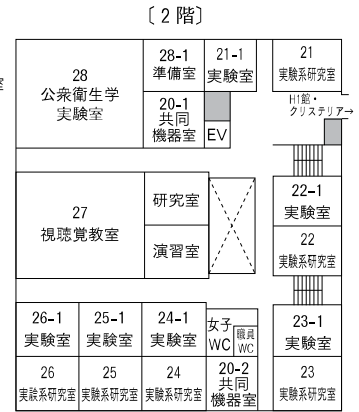 〔2階〕
28
公衆衛生学
実験室
28-1
準備室
21-1
実験室
21
実験系研究室
20-1
共同
機器室
EV
H1館・
クリステリア→
27
視聴覚教室
研究室
演習室
22-1
実験室
22
実験系研究室
26-1
実験室
25-1
実験室
24-1
実験室
女子
WC
職員
WC
23-1
実験室
26
実験系研究室
25
実験系研究室
24
実験系研究室
20-2
共同
機器室
23
実験系研究室